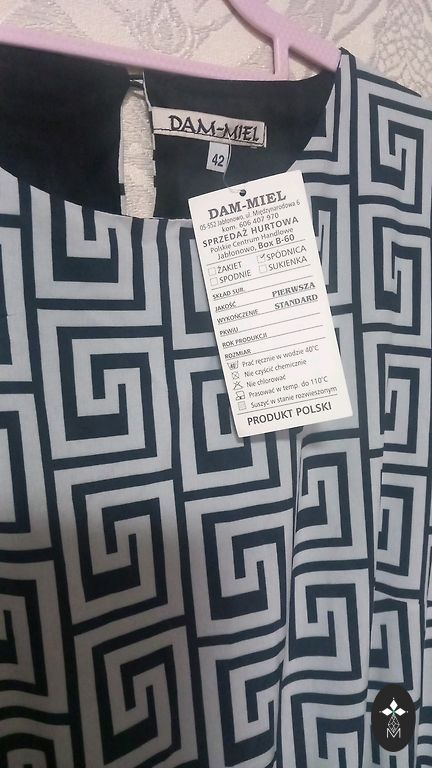 DAM-MIEL
42
DAM-MIEL
05-552 Jabłonowo, ul. Międzynarodowa 6
kom. 606 407 970
SPRZEDAŻ HURTOWA
Polskie Centrum Handlowe
Jabłonowo, Box B-60
ŻAKIET SPÓDNICA
SPODNIE SUKIENKA
SKŁAD SUR.
JAKOŚĆ PIERWSZA
WYKOŃCZENIE STANDARD
PKWIU
ROK PRODUKCJI
ROZMIAR
Prać ręcznie w wodzie 40°C
Nie czyścić chemicznie
Nie chlorować
Prasować w temp. do 110°C
Suszyć w stanie rozwieszonym
PRODUKT POLSKI
M